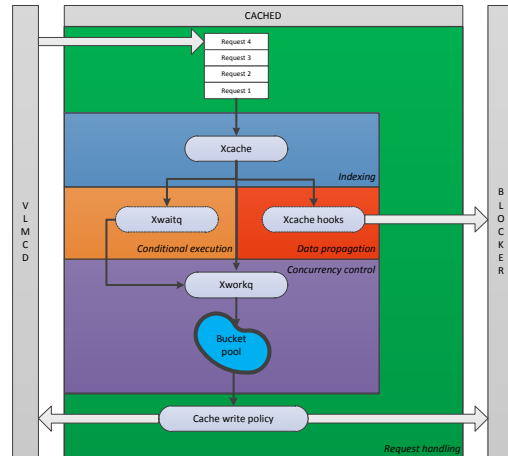 CACHED
Request 4
Request 3
Request 2
Request 1
Xcache
Indexing
V
L
M
C
D
B
L
O
C
K
E
R
Xwaitq
Xcache hooks
Conditional execution
Data propagation
Concurrency control
Xworkq
Bucket
pool
Cache write policy
Request handling